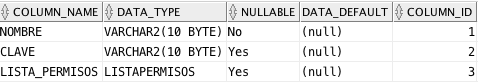 COLUMN_NAME DATA_TYPE NULLABLE DATA_DEFAULT COLUMN_ID
NOMBRE VARCHAR2(10 BYTE) No (null) 1
CLAVE VARCHAR2(10 BYTE) Yes (null) 2
LISTA_PERMISOS LISTAPERMISOS Yes (null) 3